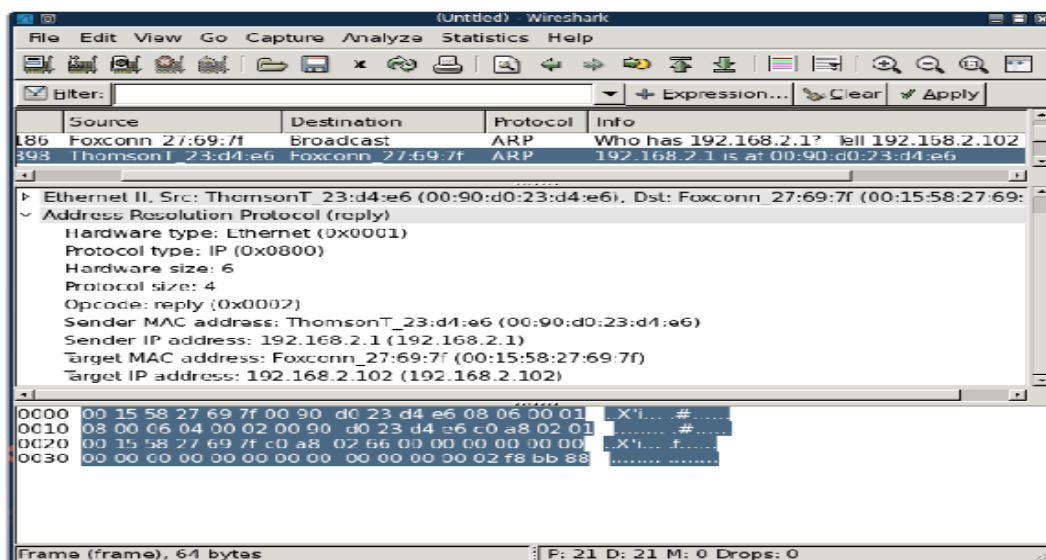 (Untitled) - Wireshark
File Edit View Go Capture Analyze Statistics Help
Filter: Expression... Clear Apply
Source Destination Protocol Info
186 Foxconn_27:69:7f Broadcast ARP Who has 192.168.2.1? Tell 192.168.2.102
398 ThomsonT_23:d4:e6 Foxconn_27:69:7f ARP 192.168.2.1 is at 00:90:d0:23:d4:e6
Ethernet II, Src: ThomsonT_23:d4:e6 (00:90:d0:23:d4:e6), Dst: Foxconn_27:69:7f (00:15:58:27:69:
Address Resolution Protocol (reply)
Hardware type: Ethernet (0x0001)
Protocol type: IP (0x0800)
Hardware size: 6
Protocol size: 4
Opcode: reply (0x0002)
Sender MAC address: ThomsonT_23:d4:e6 (00:90:d0:23:d4:e6)
Sender IP address: 192.168.2.1 (192.168.2.1)
Target MAC address: Foxconn_27:69:7f (00:15:58:27:69:7f)
Target IP address: 192.168.2.102 (192.168.2.102)
0000 00 15 58 27 69 7f 00 90 d0 23 d4 e6 08 06 00 01 ..X'i... .#......
0010 08 00 06 04 00 02 00 90 d0 23 d4 e6 c0 a8 02 01 ........ .#......
0020 00 15 58 27 69 7f c0 a8 02 66 00 00 00 00 00 00 ..X'i... .f......
0030 00 00 00 00 00 00 00 00 00 00 00 00 02 f8 bb 88 ........ ........
Frame (frame), 64 bytes P: 21 D: 21 M: 0 Drops: 0